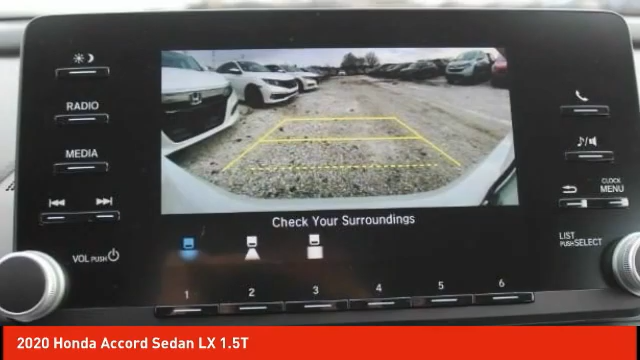 RADIO
MEDIA
VOL PUSH
CLOCK
MENU
LIST
PUSH SELECT
Check Your Surroundings
1 2 3 4 5 6
2020 Honda Accord Sedan LX 1.5T